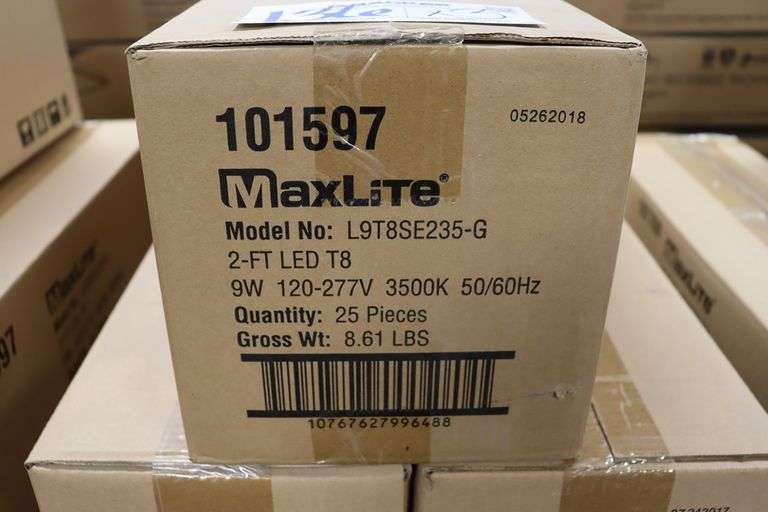 101597
05262018
MaxLite®
Model No: L9T8SE235-G
2-FT LED T8
9W 120-277V 3500K 50/60Hz
Quantity: 25 Pieces
Gross Wt: 8.61 LBS
10767627996488